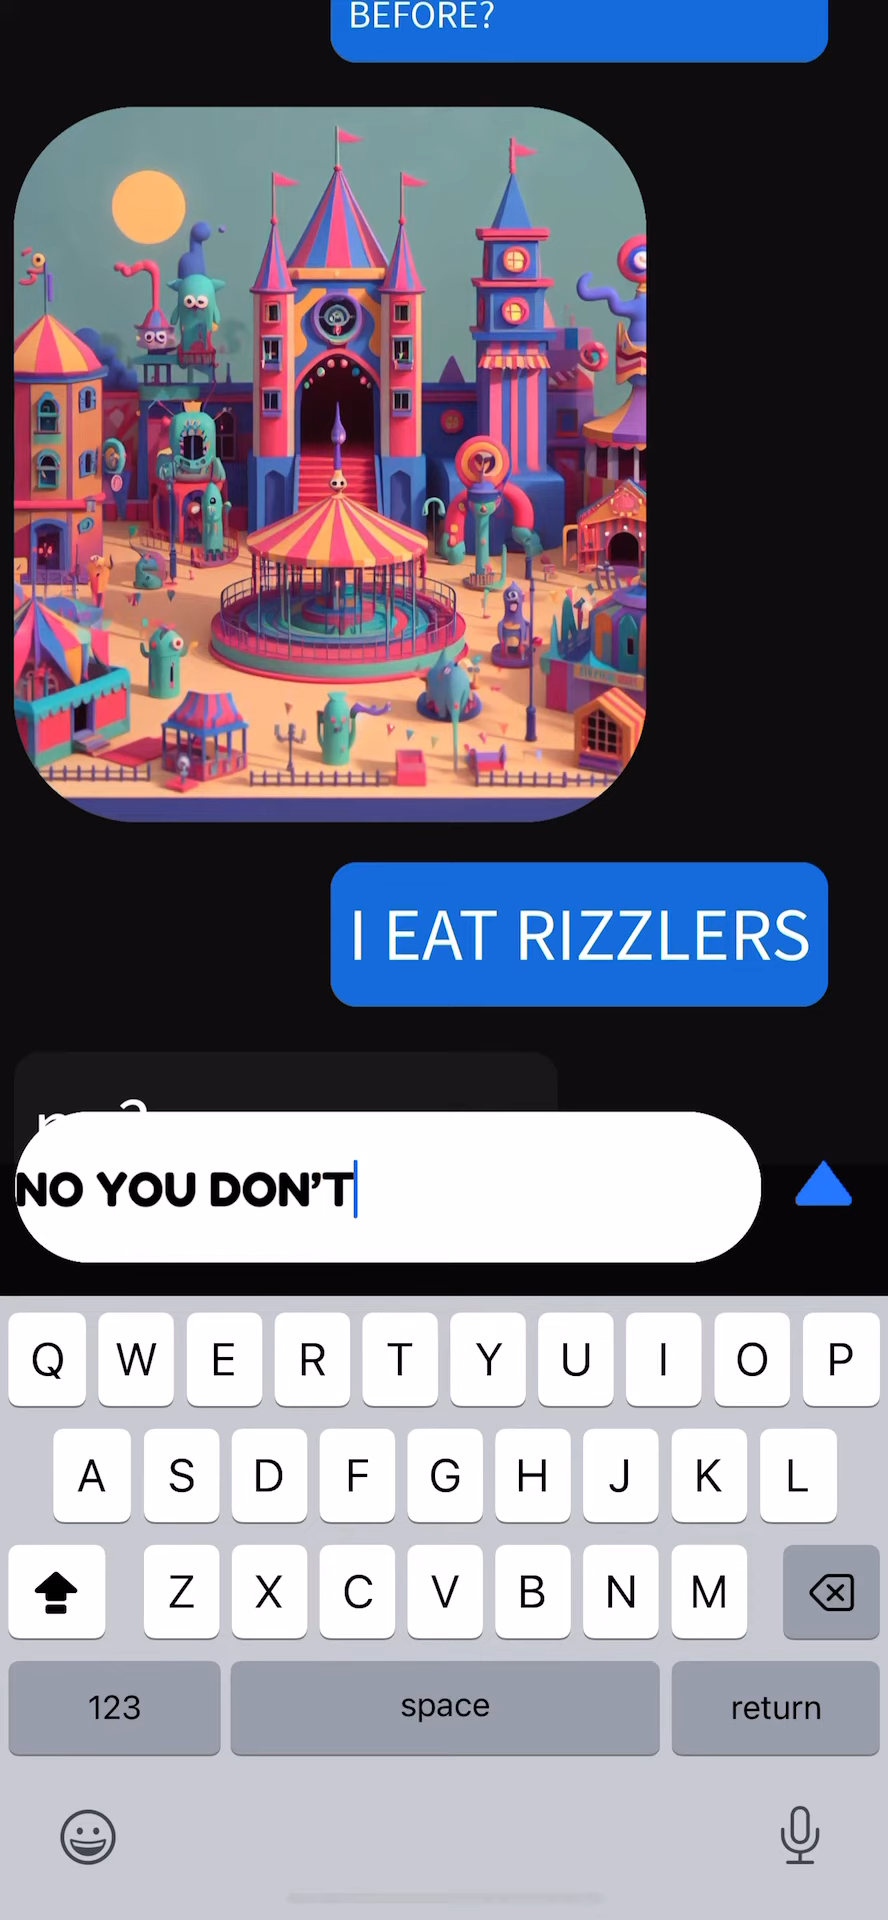 BEFORE?
I EAT RIZZLERS
NO YOU DON’T
Q W E R T Y U I O P
A S D F G H J K L
Z X C V B N M
123 space return